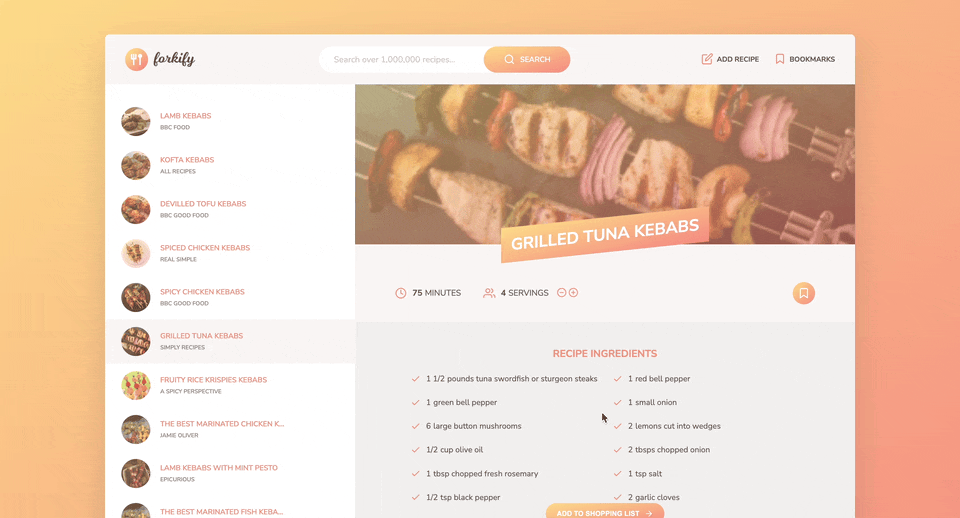 forkify
Search over 1,000,000 recipes...
SEARCH
ADD RECIPE
BOOKMARKS
LAMB KEBABS
BBC FOOD
KOFTA KEBABS
ALL RECIPES
DEVILLED TOFU KEBABS
BBC GOOD FOOD
SPICED CHICKEN KEBABS
REAL SIMPLE
SPICY CHICKEN KEBABS
BBC GOOD FOOD
GRILLED TUNA KEBABS
SIMPLY RECIPES
FRUITY RICE KRISPIES KEBABS
A SPICY PERSPECTIVE
THE BEST MARINATED CHICKEN K...
JAMIE OLIVER
LAMB KEBABS WITH MINT PESTO
EPICURIOUS
THE BEST MARINATED FISH KEBA...
GRILLED TUNA KEBABS
75 MINUTES
4 SERVINGS
RECIPE INGREDIENTS
1 1/2 pounds tuna swordfish or sturgeon steaks
1 red bell pepper
1 green bell pepper
1 small onion
6 large button mushrooms
2 lemons cut into wedges
1/2 cup olive oil
2 tbsps chopped onion
1 tbsp chopped fresh rosemary
1 tsp salt
1/2 tsp black pepper
2 garlic cloves
ADD TO SHOPPING LIST →